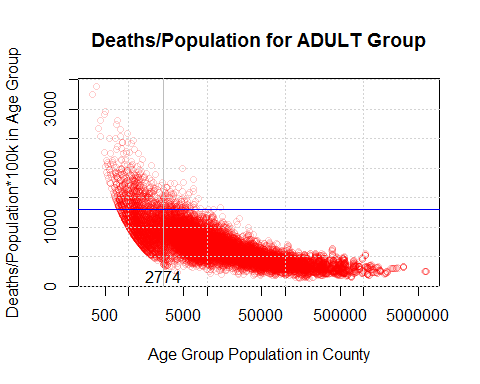 Deaths/Population for ADULT Group
Deaths/Population*100k in Age Group
3000
2000
1000
0
2774
500 5000 50000 500000 5000000
Age Group Population in County